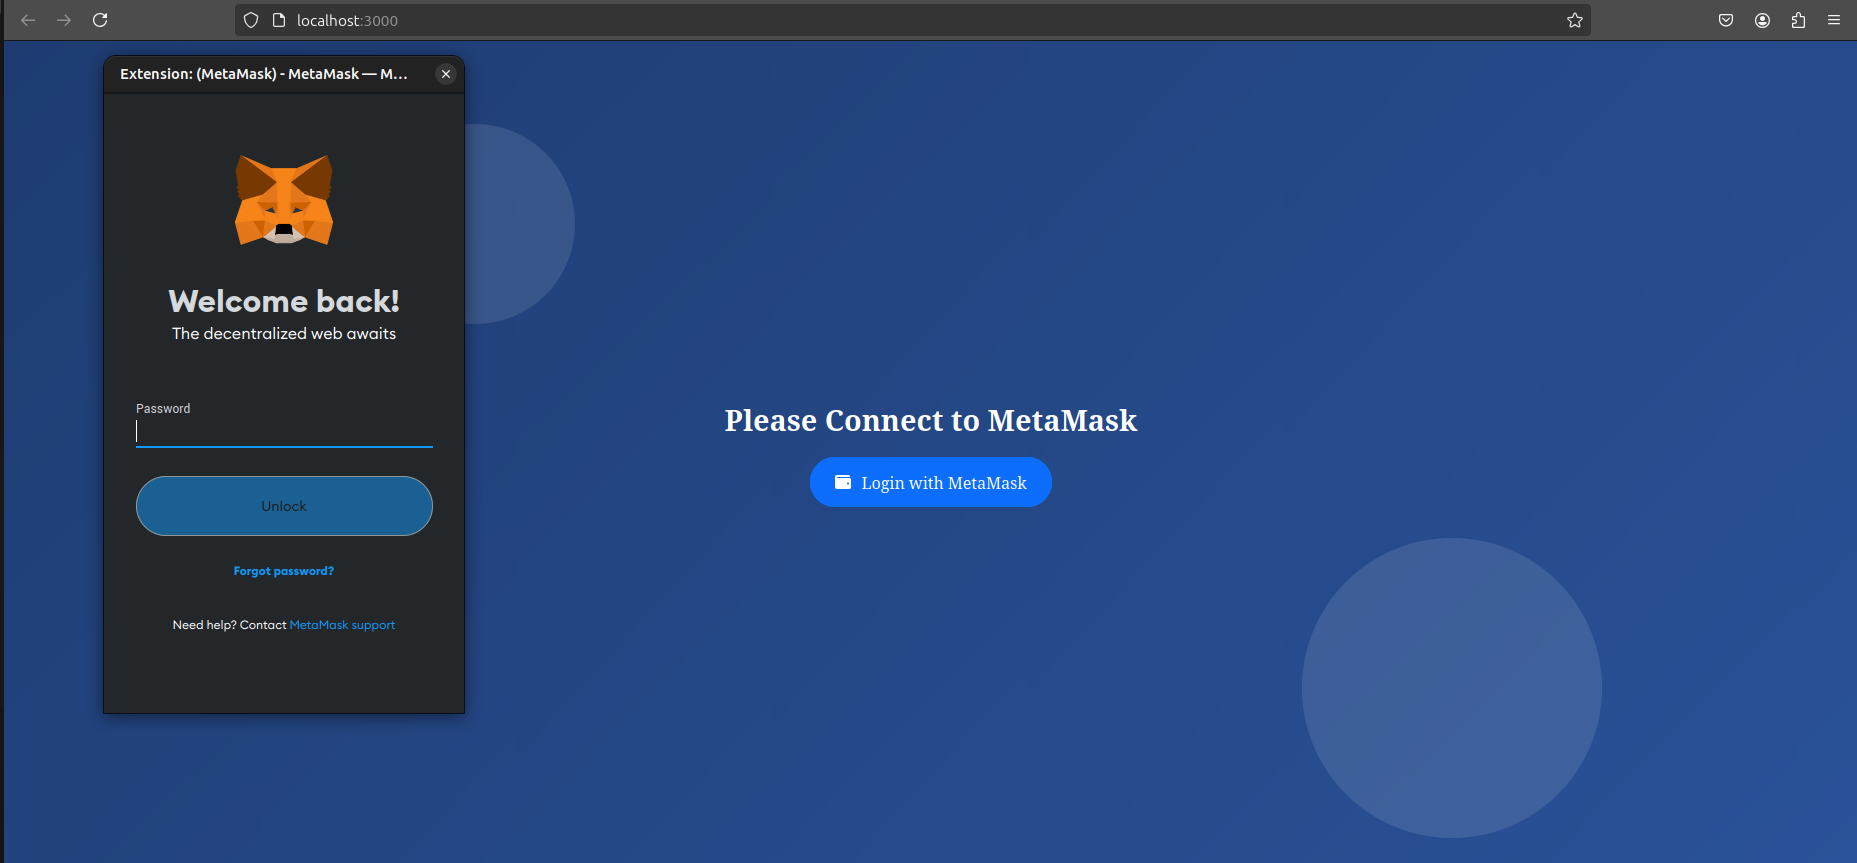 localhost:3000
Extension: (MetaMask) - MetaMask — M...
Welcome back!
The decentralized web awaits
Password
Unlock
Forgot password?
Need help? Contact MetaMask support
Please Connect to MetaMask
Login with MetaMask